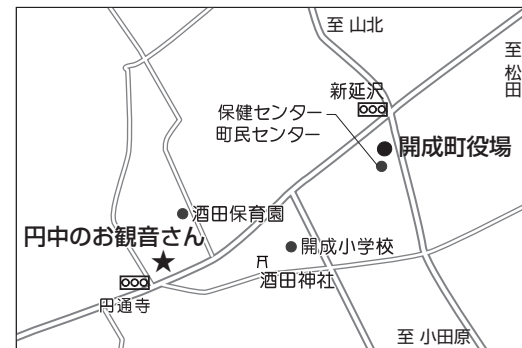 至 山北
至
松
田
新延沢
保健センター
町民センター
開成町役場
酒田保育園
円中のお観音さん
開成小学校
酒田神社
円通寺
至 小田原